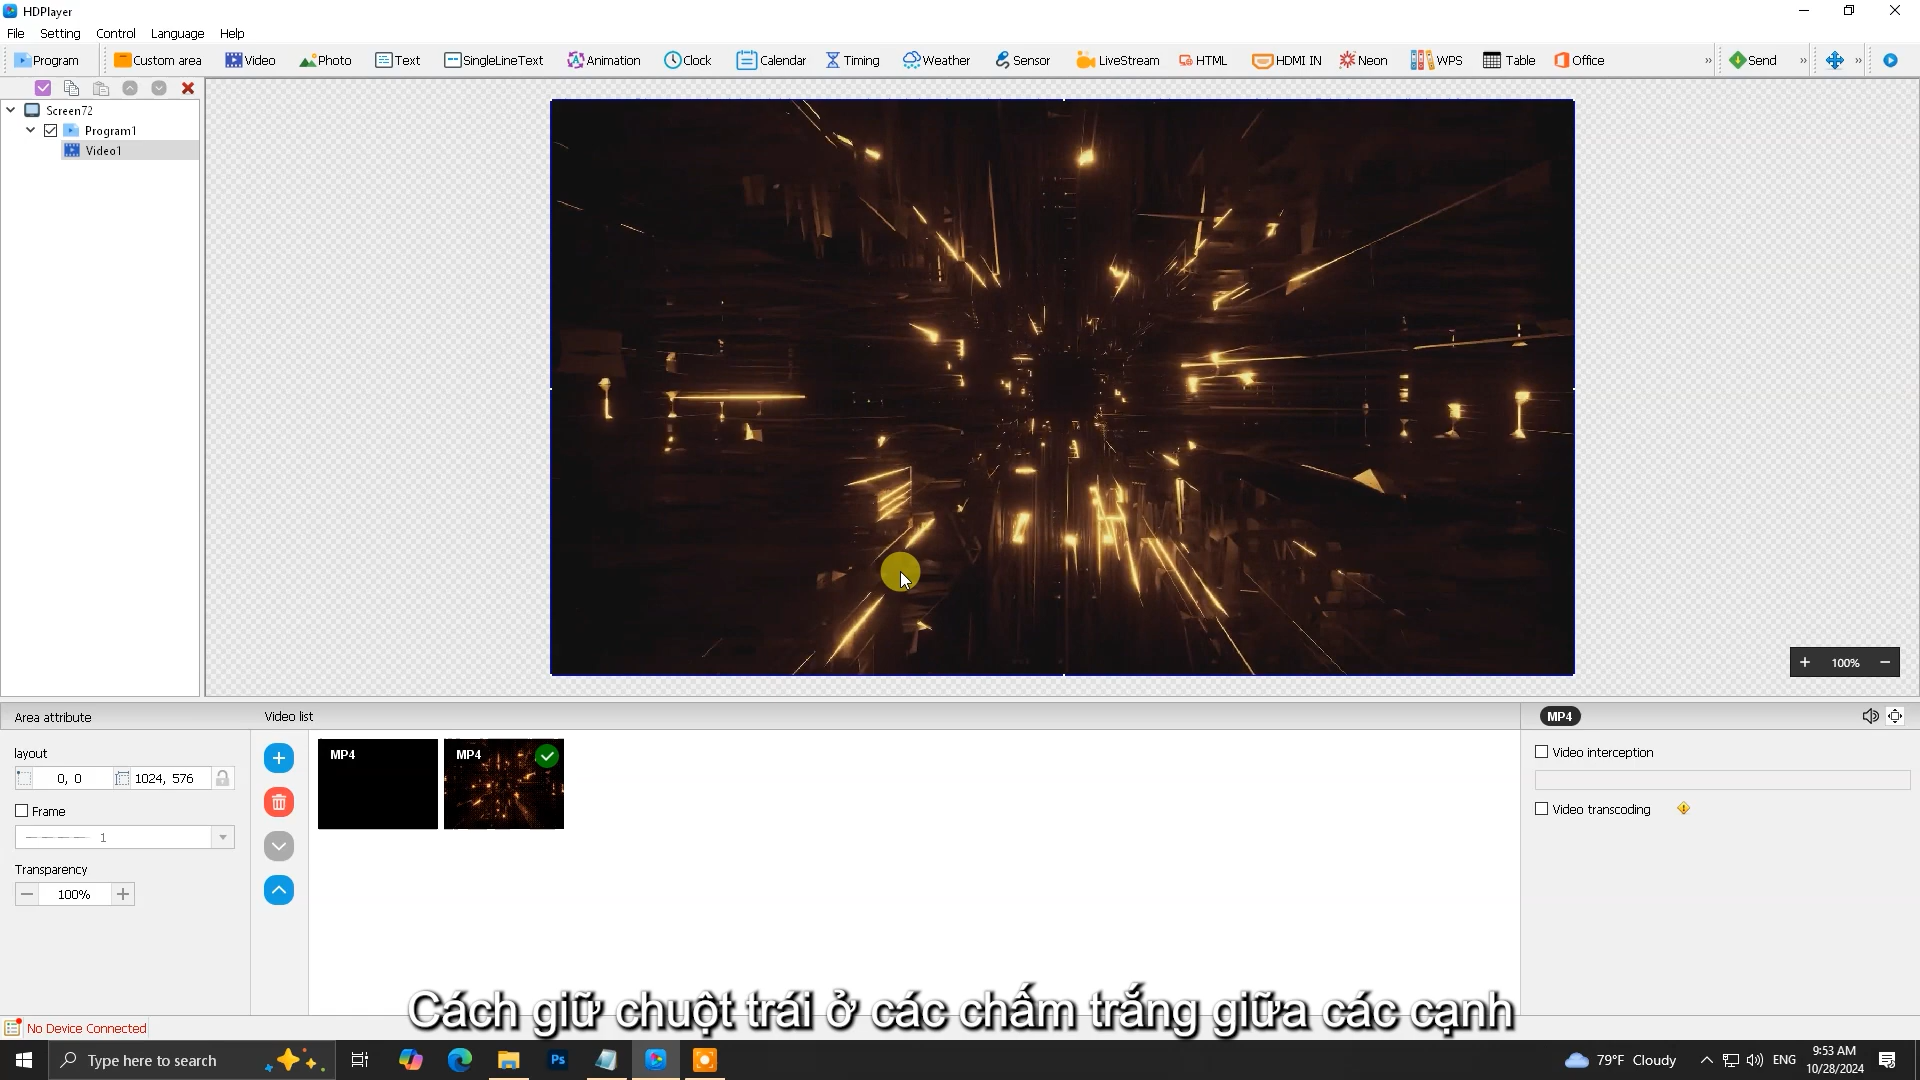 HDPlayer
File Setting Control Language Help
Program Custom area Video Photo Text SingleLineText Animation Clock Calendar Timing Weather Sensor LiveStream HTML HDMI IN Neon WPS Table Office » Send » »
Screen72
Program1
Video1
+ 100% −
Area attribute Video list MP4
layout
0, 0 1024, 576
MP4 MP4
Video interception
Frame
Video transcoding
1
Transparency
− 100% +
Cách giữ chuột trái ở các chấm trắng giữa các cạnh
No Device Connected
Type here to search
Ps
79°F Cloudy
ENG
9:53 AM
10/28/2024